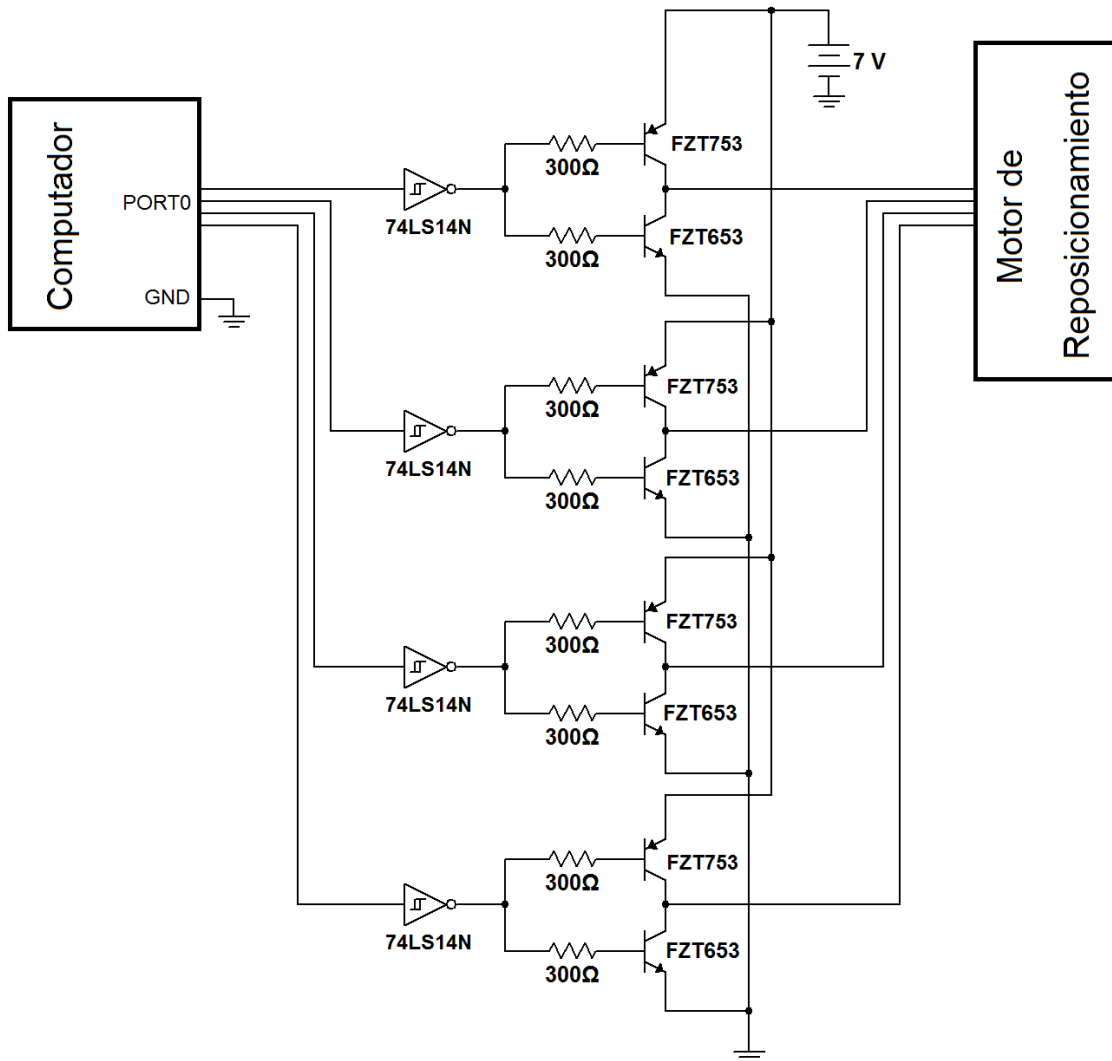 7 V
Computador
PORT0
GND
Motor de
Reposicionamiento
300Ω
FZT753
74LS14N
FZT653
300Ω
FZT753
300Ω
74LS14N
FZT653
300Ω
FZT753
300Ω
74LS14N
FZT653
300Ω
FZT753
300Ω
74LS14N
FZT653
300Ω